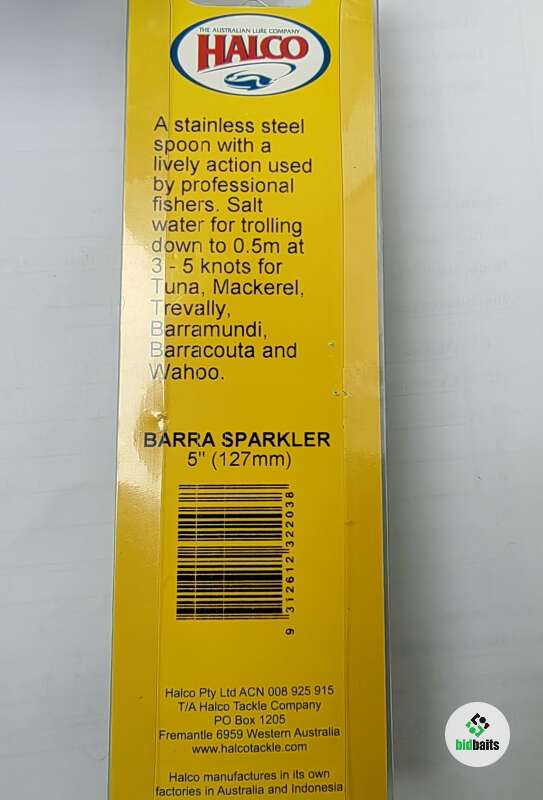 THE AUSTRALIAN LURE COMPANY
HALCO
A stainless steel
spoon with a
lively action used
by professional
fishers. Salt
water for trolling
down to 0.5m at
3 - 5 knots for
Tuna, Mackerel,
Trevally,
Barramundi,
Barracouta and
Wahoo.
BARRA SPARKLER
5" (127mm)
9 312612 322038
Halco Pty Ltd ACN 008 925 915
T/A Halco Tackle Company
PO Box 1205
Fremantle 6959 Western Australia
www.halcotackle.com
Halco manufactures in its own
factories in Australia and Indonesia
bidbaits